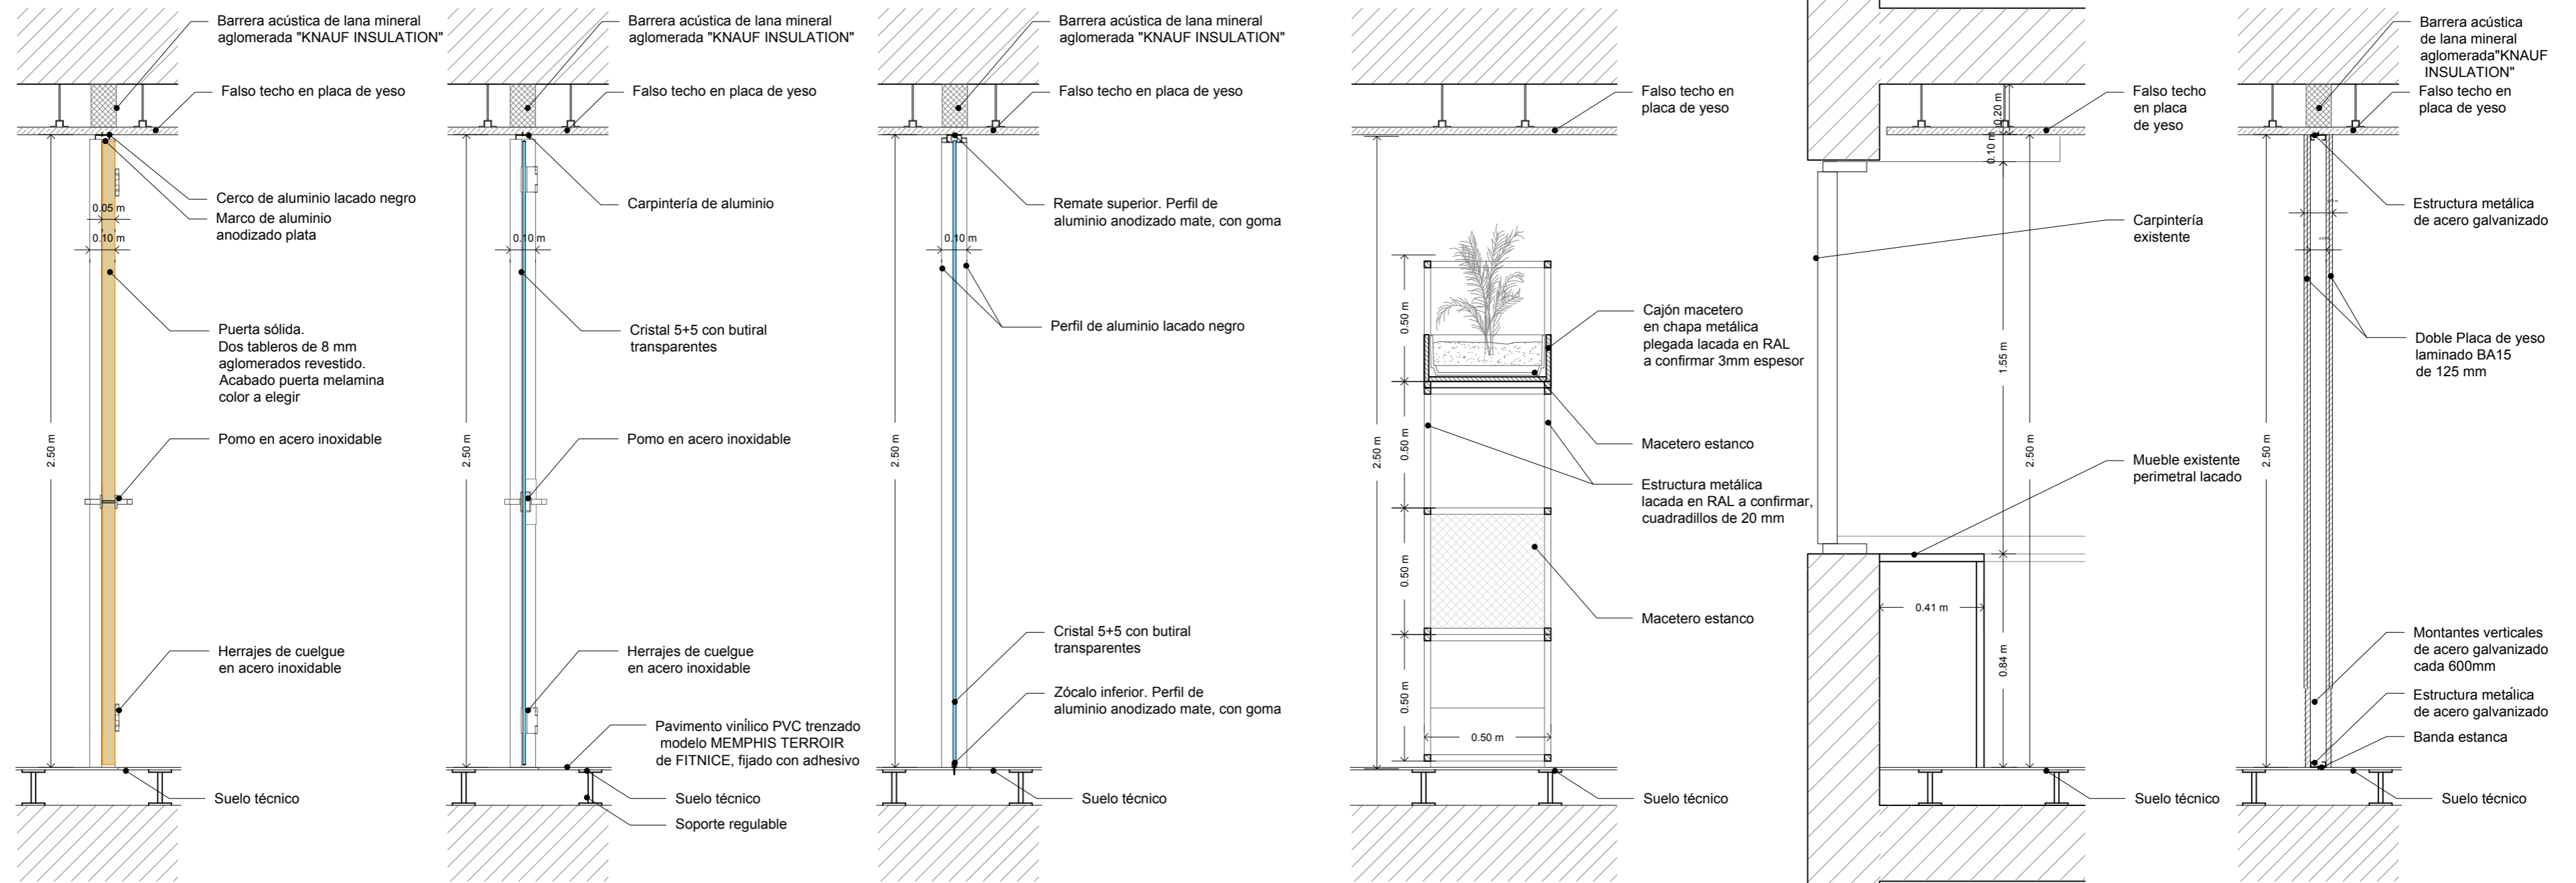 Barrera acústica de lana mineral
aglomerada "KNAUF INSULATION"
Falso techo en placa de yeso
Cerco de aluminio lacado negro
0.05 m
Marco de aluminio
anodizado plata
0.10 m
Puerta sólida.
Dos tableros de 8 mm
aglomerados revestido.
Acabado puerta melamina
color a elegir
2.50 m
Pomo en acero inoxidable
Herrajes de cuelgue
en acero inoxidable
Suelo técnico
Barrera acústica de lana mineral
aglomerada "KNAUF INSULATION"
Falso techo en placa de yeso
Carpintería de aluminio
0.10 m
Cristal 5+5 con butiral
transparentes
2.50 m
Pomo en acero inoxidable
Herrajes de cuelgue
en acero inoxidable
Pavimento vinílico PVC trenzado
modelo MEMPHIS TERROIR
de FITNICE, fijado con adhesivo
Suelo técnico
Soporte regulable
Barrera acústica de lana mineral
aglomerada "KNAUF INSULATION"
Falso techo en placa de yeso
Remate superior. Perfil de
aluminio anodizado mate, con goma
0.10 m
Perfil de aluminio lacado negro
2.50 m
Cristal 5+5 con butiral
transparentes
Zócalo inferior. Perfil de
aluminio anodizado mate, con goma
Suelo técnico
Falso techo en
placa de yeso
0.50 m
Cajón macetero
en chapa metálica
plegada lacada en RAL
a confirmar 3mm espesor
2.50 m
0.50 m
Macetero estanco
Estructura metálica
lacada en RAL a confirmar,
cuadradillos de 20 mm
0.50 m
Macetero estanco
0.50 m
0.50 m
Suelo técnico
0.20 m
Falso techo
en placa
de yeso
0.10 m
Carpintería
existente
1.55 m
2.50 m
Mueble existente
perimetral lacado
0.41 m
0.84 m
Suelo técnico
Barrera acústica
de lana mineral
aglomerada"KNAUF
INSULATION"
Falso techo en
placa de yeso
Estructura metálica
de acero galvanizado
Doble Placa de yeso
laminado BA15
de 125 mm
2.50 m
Montantes verticales
de acero galvanizado
cada 600mm
Estructura metálica
de acero galvanizado
Banda estanca
Suelo técnico